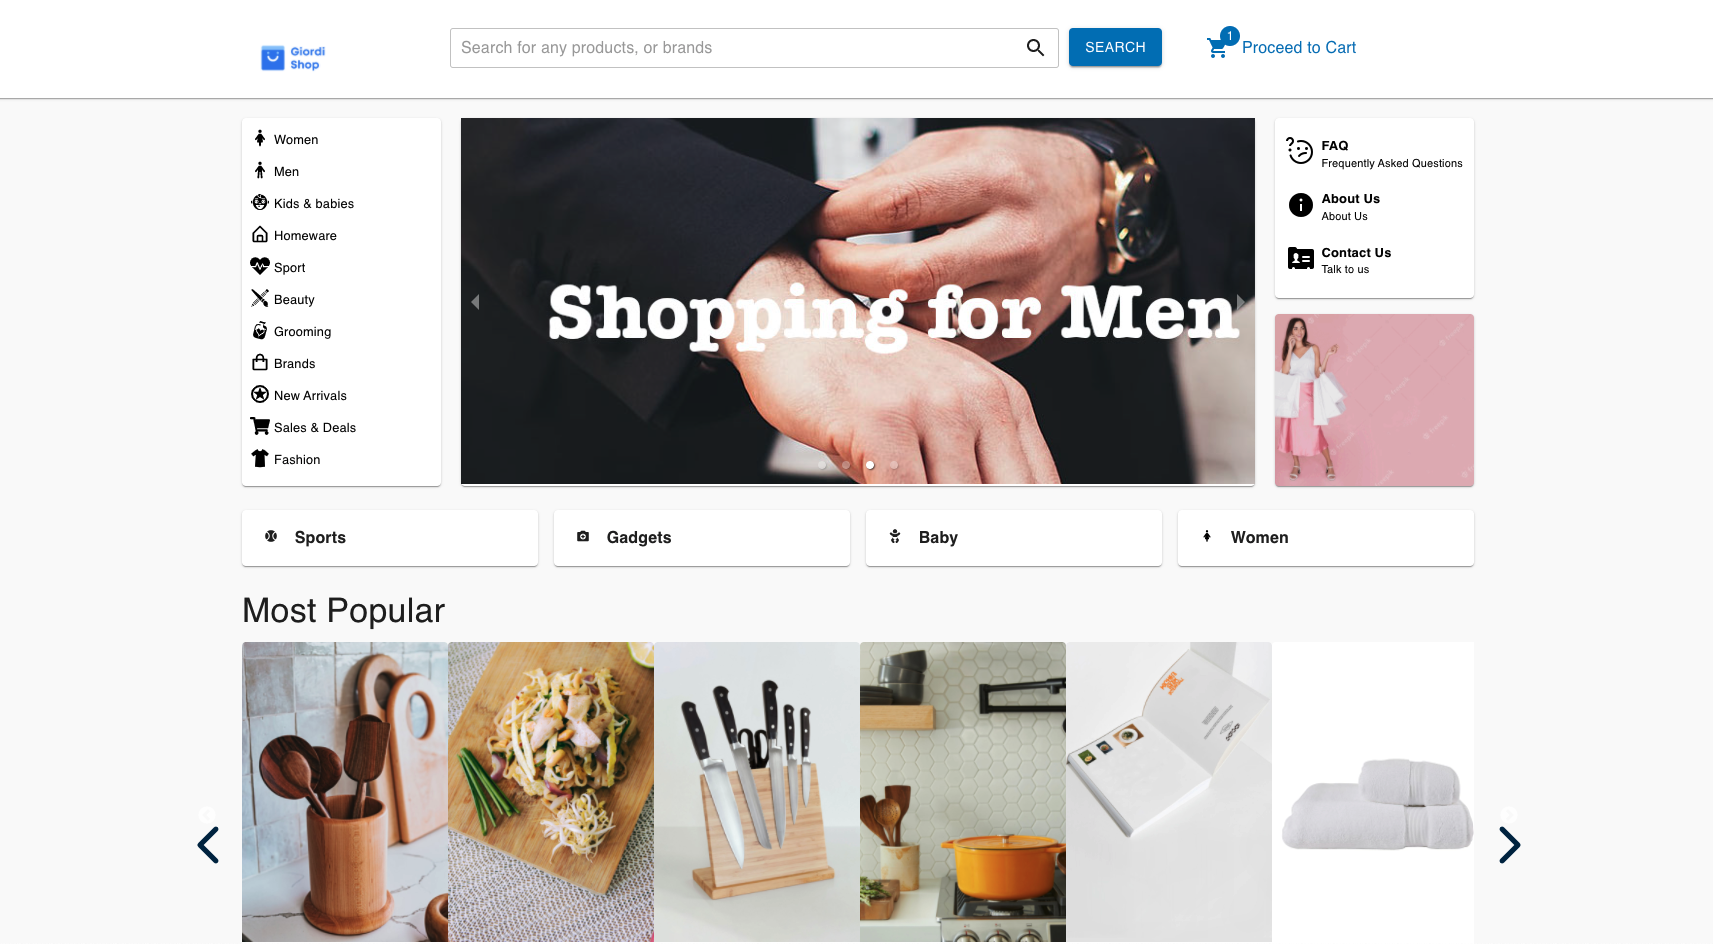 Giordi
Shop
Search for any products, or brands
SEARCH
1
Proceed to Cart
Women
Men
Kids & babies
Homeware
Sport
Beauty
Grooming
Brands
New Arrivals
Sales & Deals
Fashion
Shopping for Men
FAQ
Frequently Asked Questions
About Us
About Us
Contact Us
Talk to us
Sports
Gadgets
Baby
Women
Most Popular